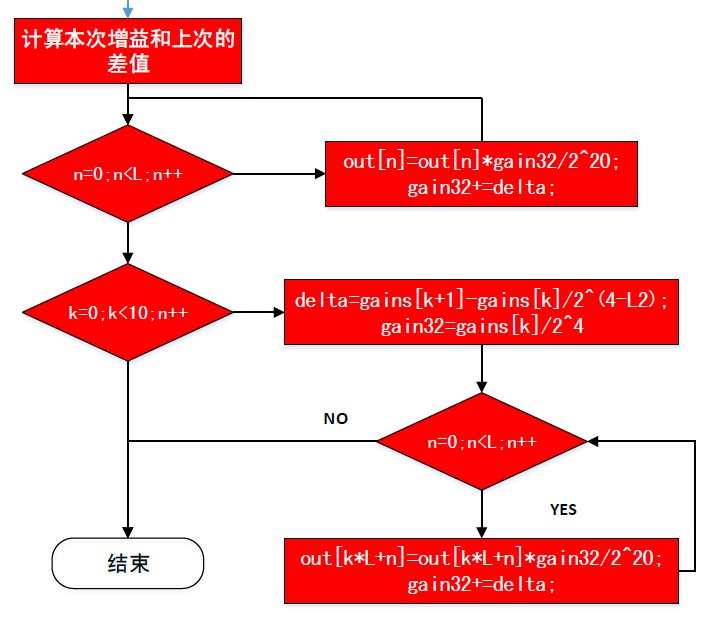 计算本次增益和上次的
差值
n=0;n<L;n++
out[n]=out[n]*gain32/2^20;
gain32+=delta;
k=0;k<10;n++
delta=gains[k+1]-gains[k]/2^(4-L2);
gain32=gains[k]/2^4
NO
n=0;n<L;n++
YES
结束
out[k*L+n]=out[k*L+n]*gain32/2^20;
gain32+=delta;